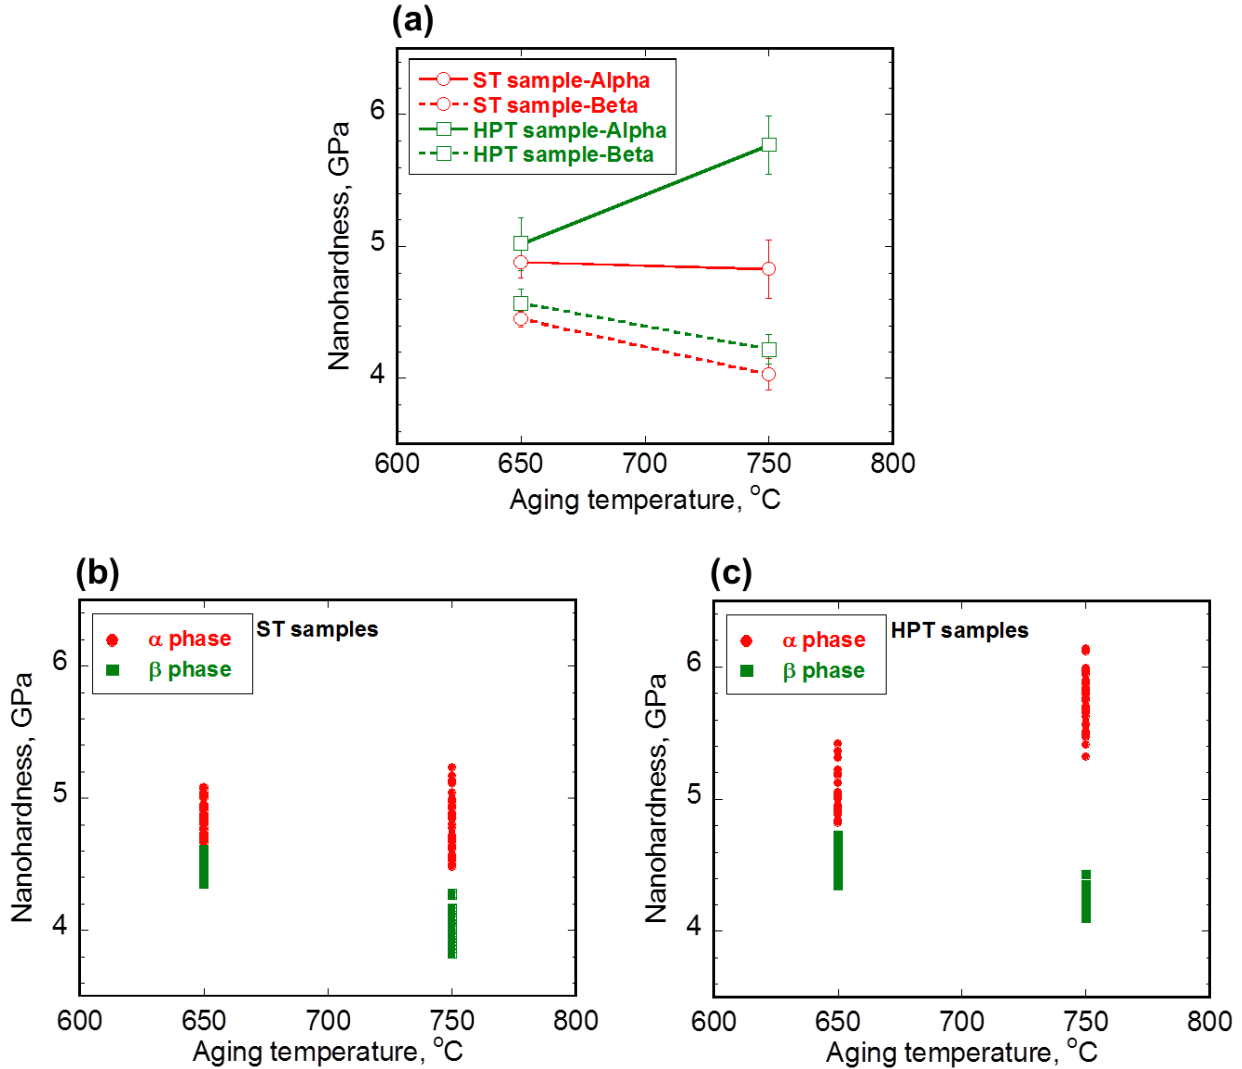 (a)
ST sample-Alpha
ST sample-Beta
HPT sample-Alpha
HPT sample-Beta
6
5
4
Nanohardness, GPa
600 650 700 750 800
Aging temperature, °C
(b)
α phase
β phase
ST samples
6
5
4
Nanohardness, GPa
600 650 700 750 800
Aging temperature, °C
(c)
α phase
β phase
HPT samples
6
5
4
Nanohardness, GPa
600 650 700 750 800
Aging temperature, °C